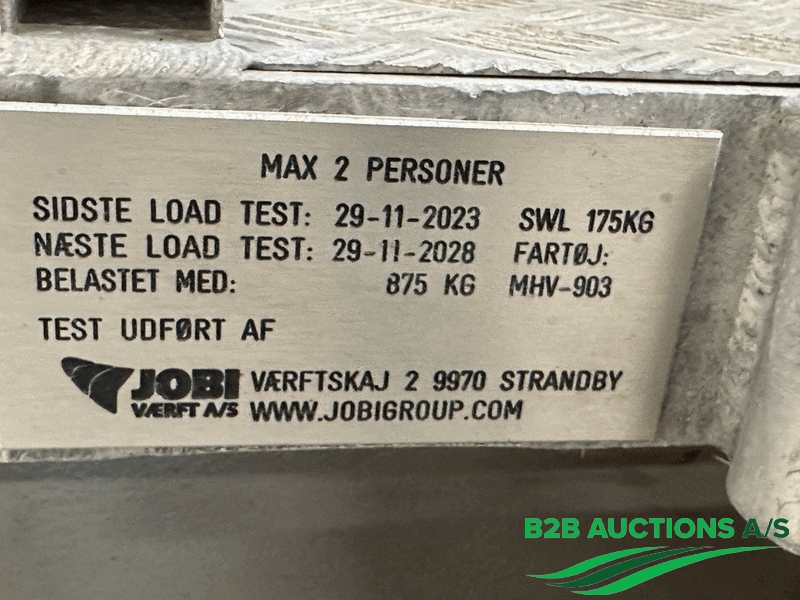 MAX 2 PERSONER
SIDSTE LOAD TEST: 29-11-2023 SWL 175KG
NÆSTE LOAD TEST: 29-11-2028 FARTØJ:
BELASTET MED: 875 KG MHV-903
TEST UDFØRT AF
JOBI VÆRFTSKAJ 2 9970 STRANDBY
VÆRFT A/S WWW.JOBIGROUP.COM
B2B AUCTIONS A/S